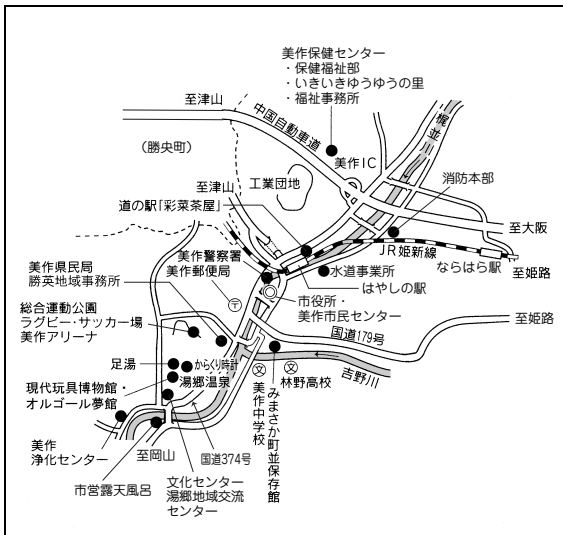 美作保健センター
・保健福祉部
・いきいきゆうゆうの里
・福祉事務所
至津山
中国自動車道
梶並川
(勝央町)
美作IC
工業団地
消防本部
至津山
道の駅「彩菜茶屋」
至大阪
JR姫新線
ならはら駅
至姫路
美作警察署
美作郵便局
水道事業所
はやしの駅
美作県民局
勝英地域事務所
市役所・
美作市民センター
総合運動公園
ラグビー・サッカー場
美作アリーナ
国道179号
至姫路
足湯
からくり時計
湯郷温泉
現代玩具博物館・
オルゴール夢館
文
美作中学校
文
林野高校
吉野川
みまさか町並保存館
美作
浄化センター
至岡山
国道374号
市営露天風呂
文化センター
湯郷地域交流
センター